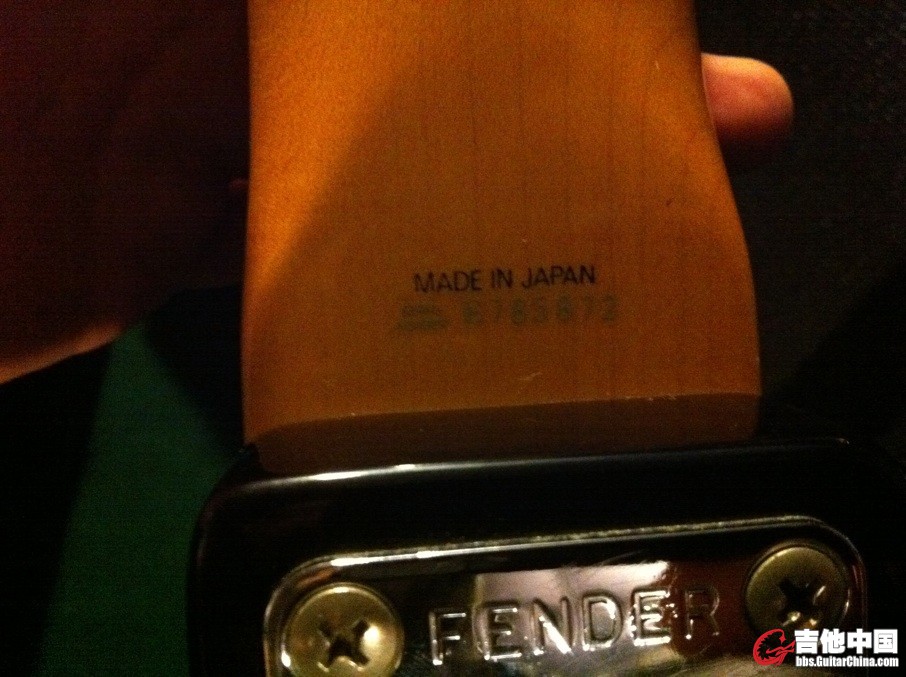 MADE IN JAPAN
E785872
FENDER
吉他中国
bbs.GuitarChina.com